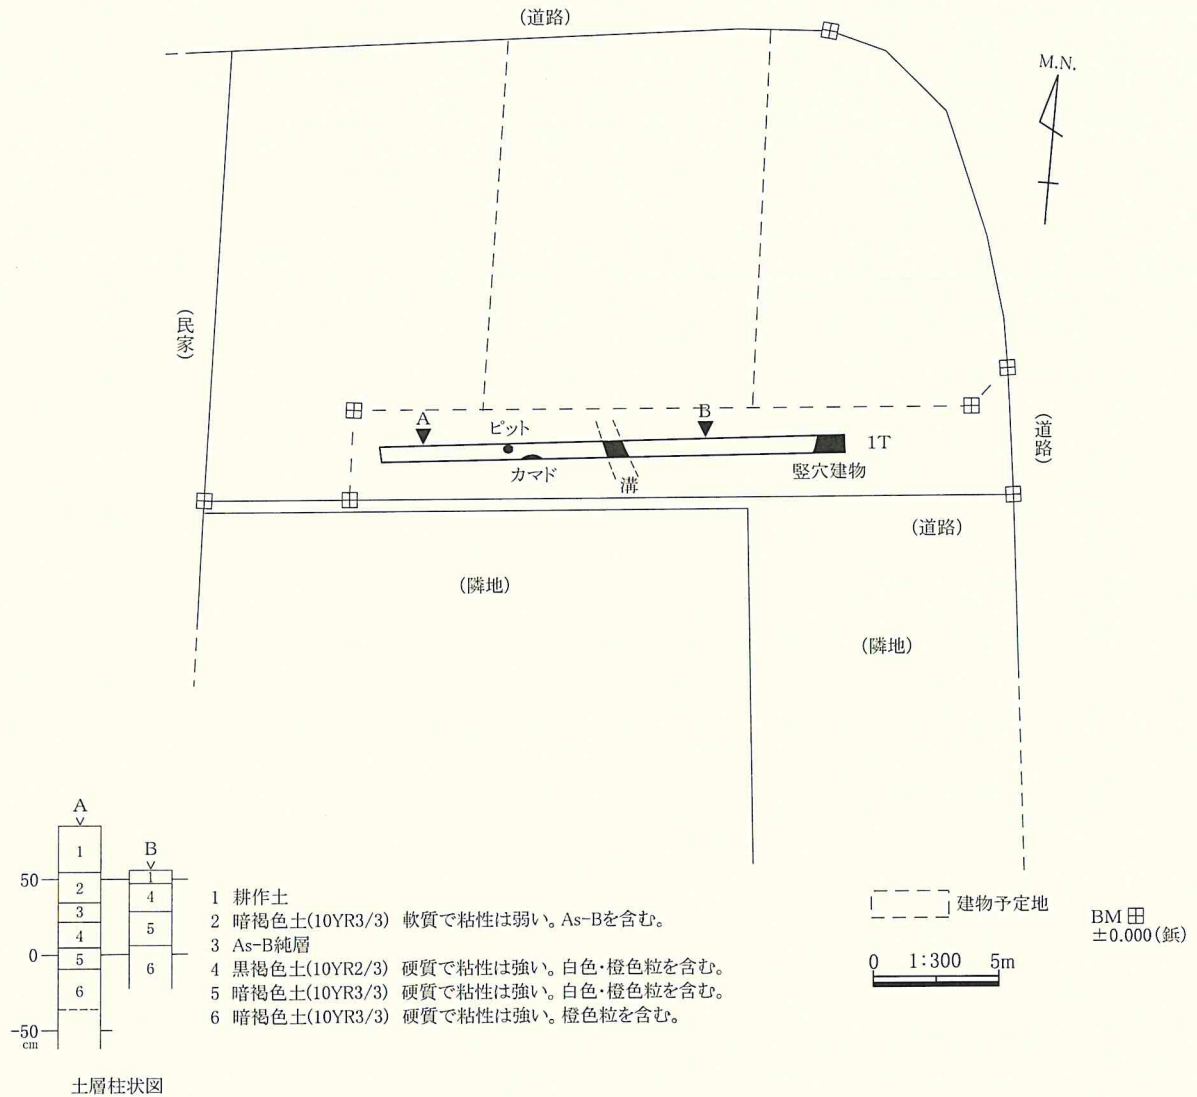 (道路)
M.N.
(民家)
A
B
ピット
1T
(道路)
カマド
竪穴建物
溝
(道路)
(隣地)
(隣地)
A
B
1
1
50
2
4
3
4
5
0
5
6
6
-50
cm
1 耕作土
2 暗褐色土(10YR3/3) 軟質で粘性は弱い。As-Bを含む。
3 As-B純層
4 黒褐色土(10YR2/3) 硬質で粘性は強い。白色・橙色粒を含む。
5 暗褐色土(10YR3/3) 硬質で粘性は強い。白色・橙色粒を含む。
6 暗褐色土(10YR3/3) 硬質で粘性は強い。橙色粒を含む。
土層柱状図
建物予定地
0 1:300 5m
BM
±0.000(鋲)